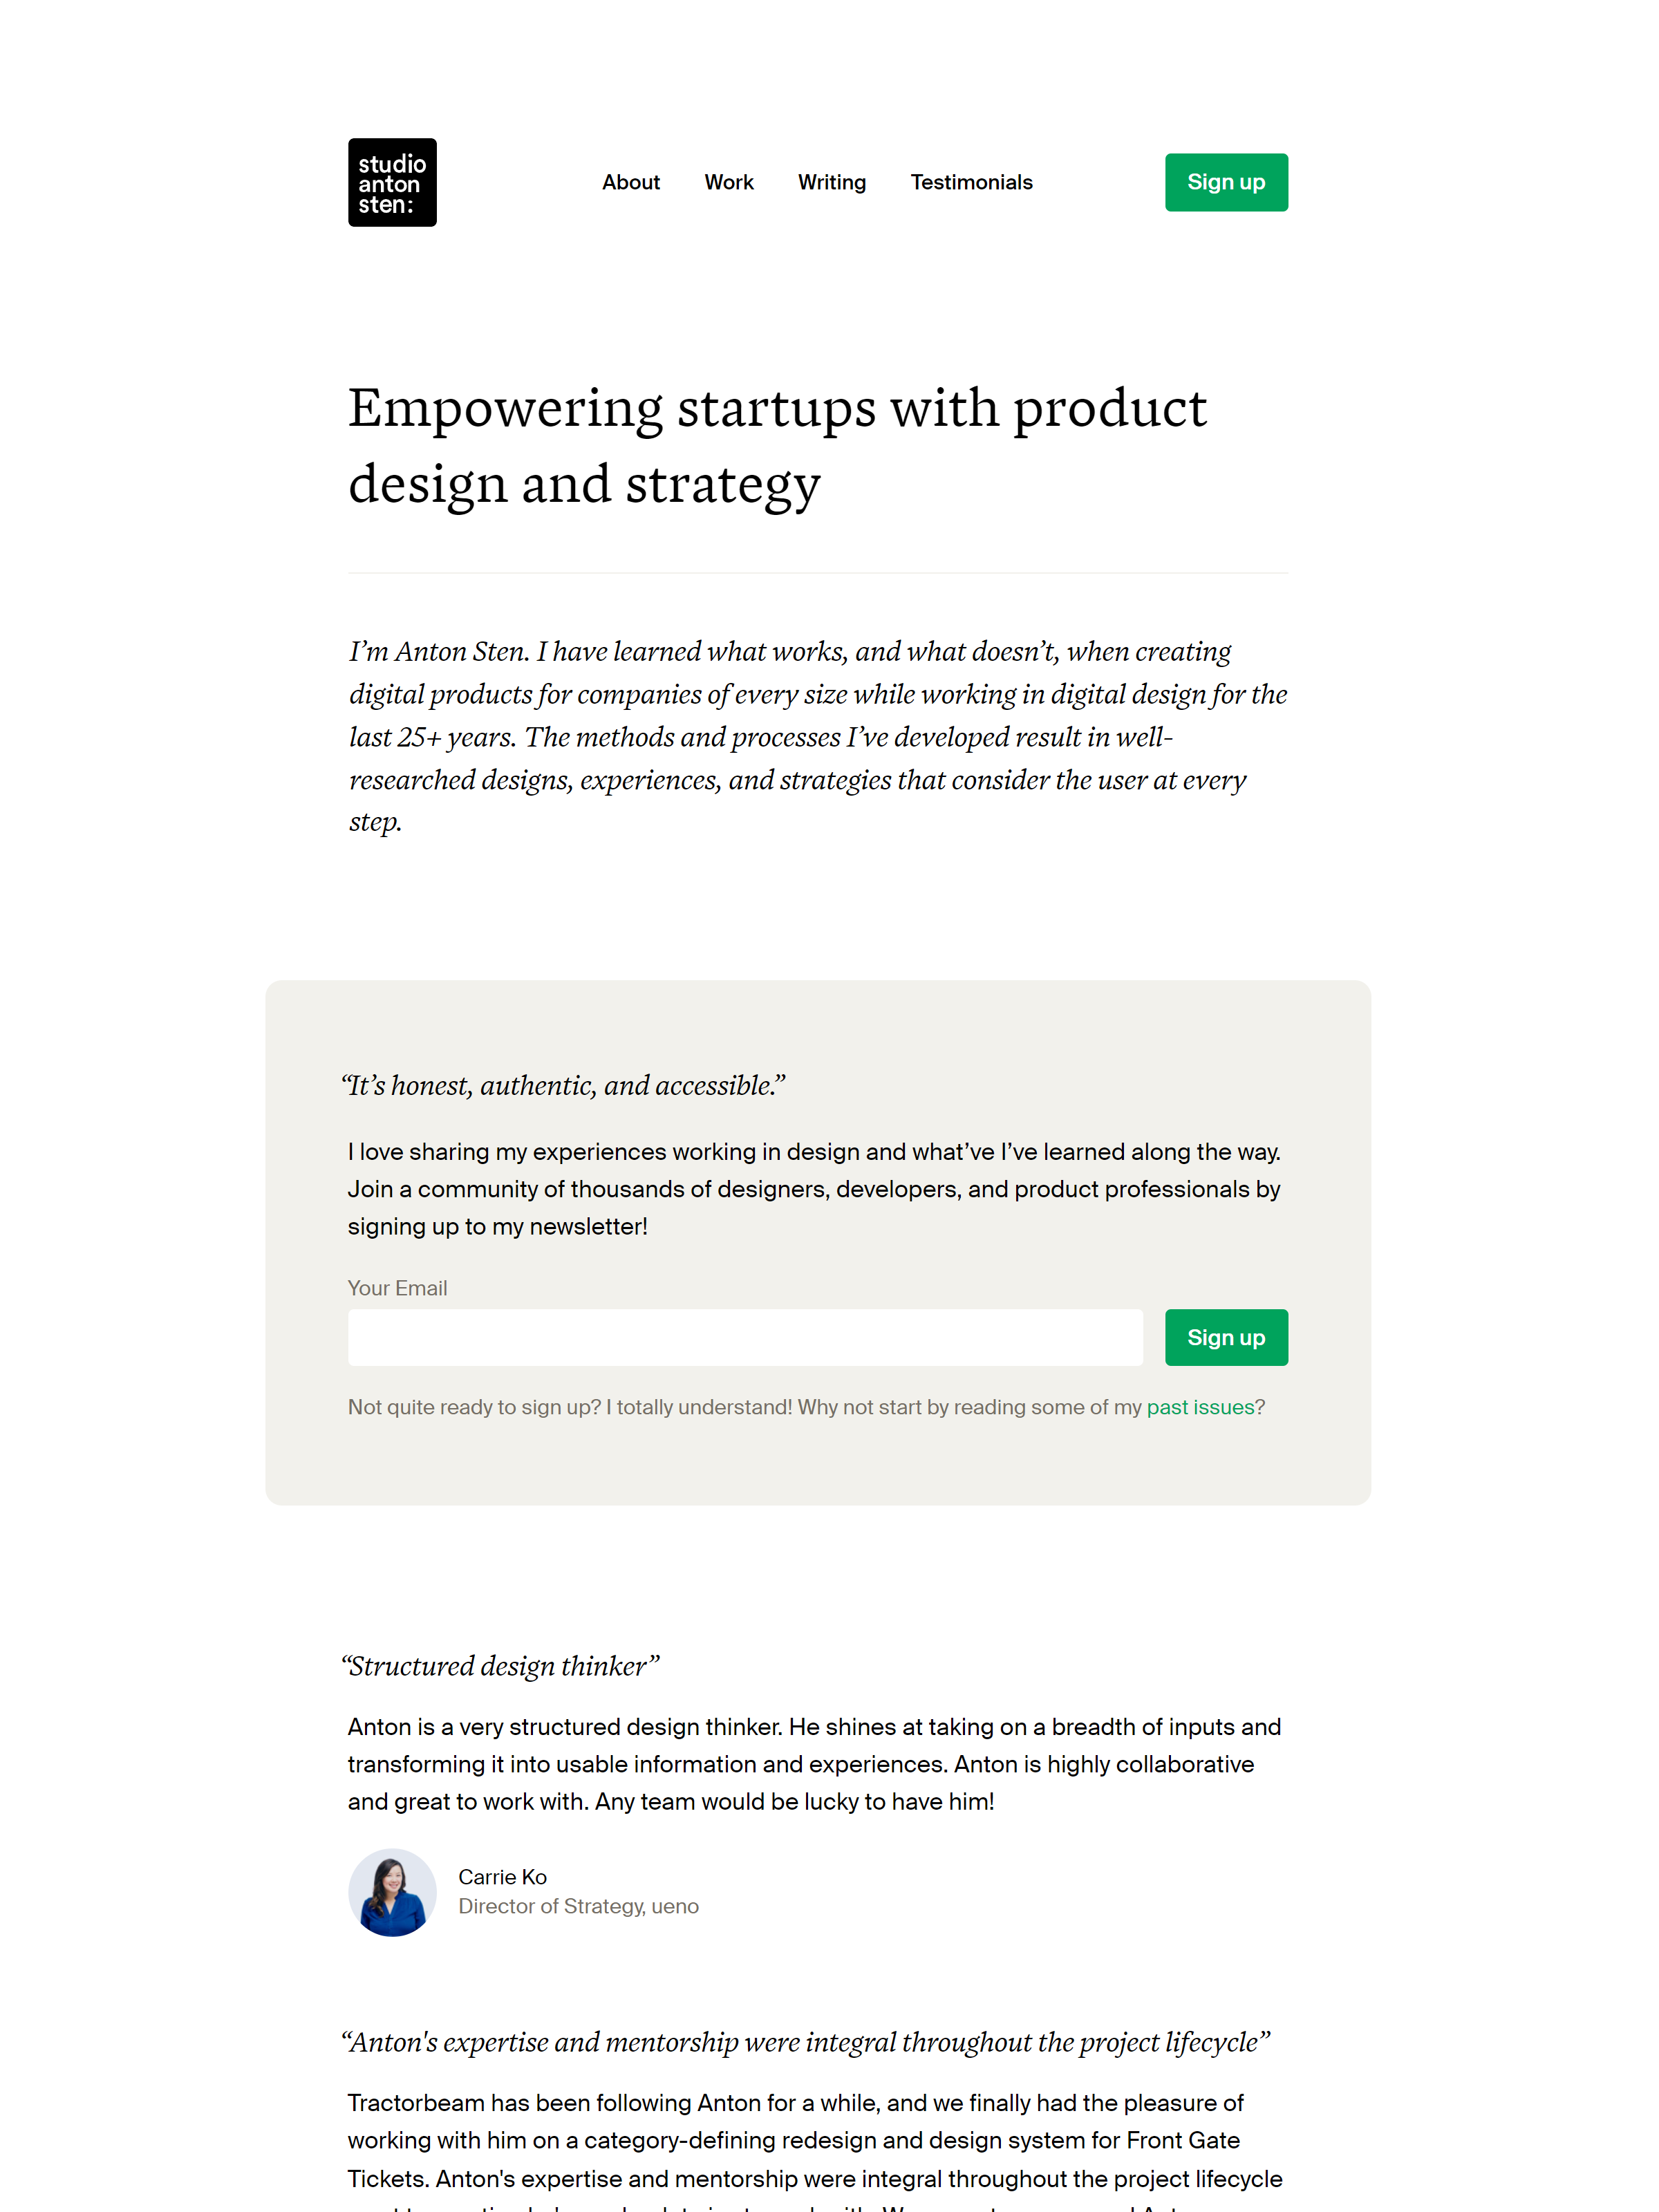 studio
anton
sten:
About Work Writing Testimonials Sign up
Empowering startups with product
design and strategy
I’m Anton Sten. I have learned what works, and what doesn’t, when creating
digital products for companies of every size while working in digital design for the
last 25+ years. The methods and processes I’ve developed result in well-
researched designs, experiences, and strategies that consider the user at every
step.
“It’s honest, authentic, and accessible.”
I love sharing my experiences working in design and what’ve I’ve learned along the way.
Join a community of thousands of designers, developers, and product professionals by
signing up to my newsletter!
Your Email
Sign up
Not quite ready to sign up? I totally understand! Why not start by reading some of my past issues?
“Structured design thinker”
Anton is a very structured design thinker. He shines at taking on a breadth of inputs and
transforming it into usable information and experiences. Anton is highly collaborative
and great to work with. Any team would be lucky to have him!
Carrie Ko
Director of Strategy, ueno
“Anton's expertise and mentorship were integral throughout the project lifecycle”
Tractorbeam has been following Anton for a while, and we finally had the pleasure of
working with him on a category-defining redesign and design system for Front Gate
Tickets. Anton's expertise and mentorship were integral throughout the project lifecycle